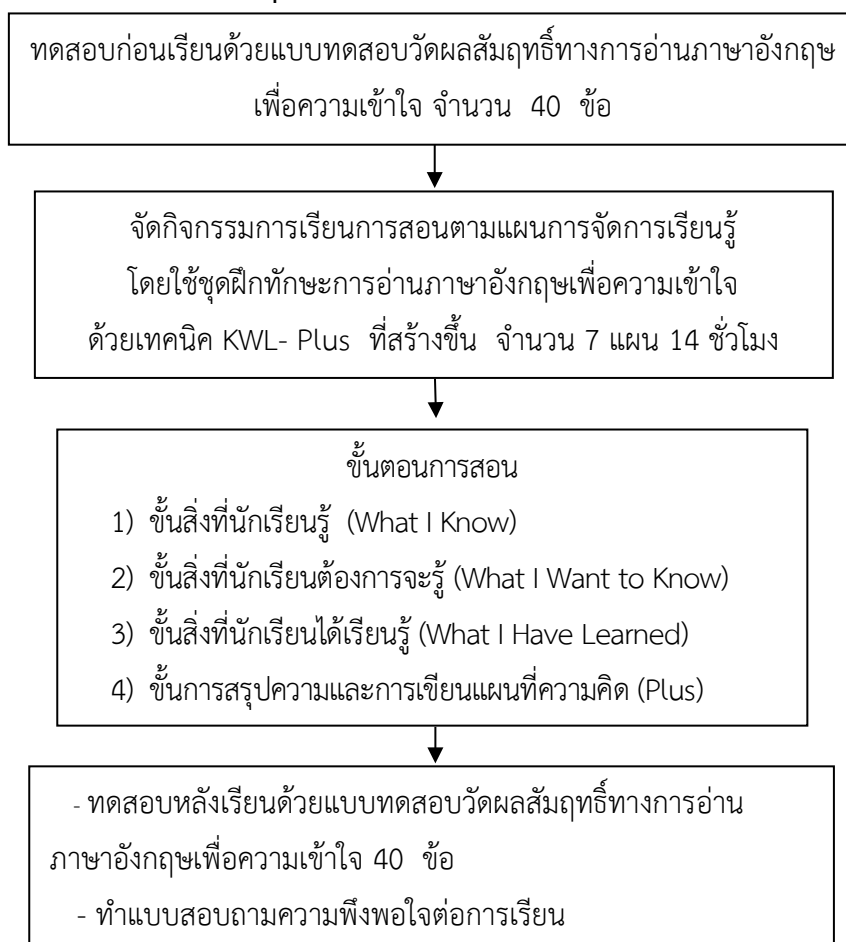 ทดสอบก่อนเรียนด้วยแบบทดสอบวัดผลสัมฤทธิ์ทางการอ่านภาษาอังกฤษ
เพื่อความเข้าใจ จำนวน 40 ข้อ
จัดกิจกรรมการเรียนการสอนตามแผนการจัดการเรียนรู้
โดยใช้ชุดฝึกทักษะการอ่านภาษาอังกฤษเพื่อความเข้าใจ
ด้วยเทคนิค KWL- Plus ที่สร้างขึ้น จำนวน 7 แผน 14 ชั่วโมง
ขั้นตอนการสอน
1) ขั้นสิ่งที่นักเรียนรู้ (What I Know)
2) ขั้นสิ่งที่นักเรียนต้องการจะรู้ (What I Want to Know)
3) ขั้นสิ่งที่นักเรียนได้เรียนรู้ (What I Have Learned)
4) ขั้นการสรุปความและการเขียนแผนที่ความคิด (Plus)
- ทดสอบหลังเรียนด้วยแบบทดสอบวัดผลสัมฤทธิ์ทางการอ่าน
ภาษาอังกฤษเพื่อความเข้าใจ 40 ข้อ
- ทำแบบสอบถามความพึงพอใจต่อการเรียน